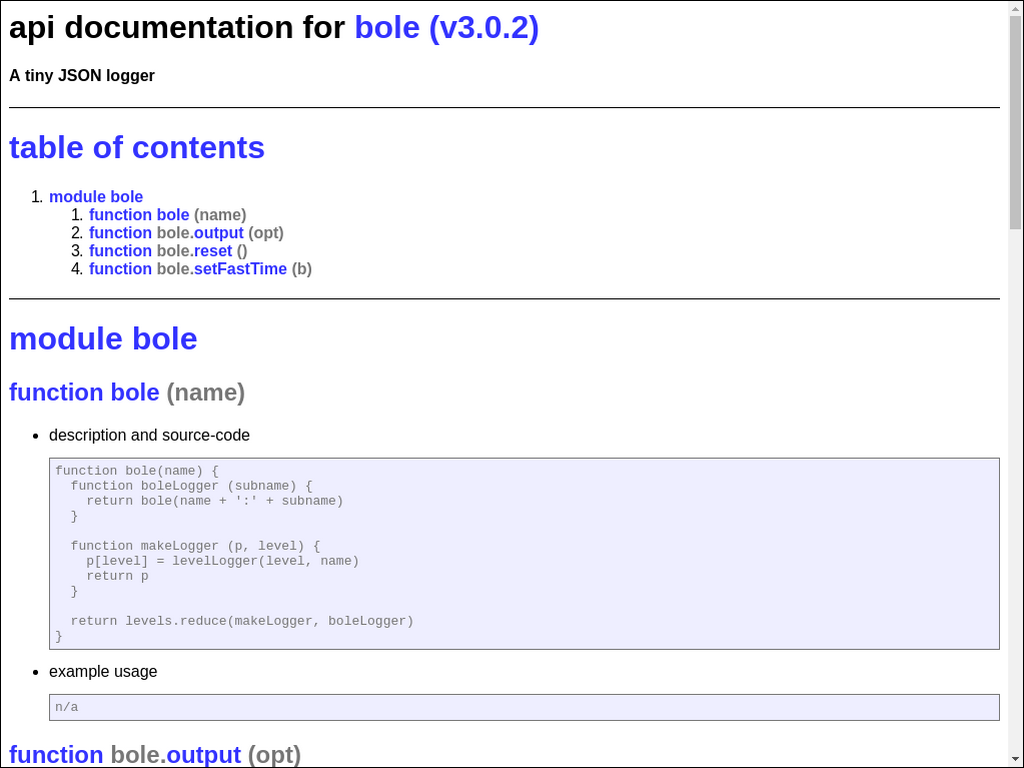 api documentation for bole (v3.0.2)
A tiny JSON logger
table of contents
1. module bole
1. function bole (name)
2. function bole.output (opt)
3. function bole.reset ()
4. function bole.setFastTime (b)
module bole
function bole (name)
• description and source-code
function bole(name) {
  function boleLogger (subname) {
    return bole(name + ':' + subname)
  }
  function makeLogger (p, level) {
    p[level] = levelLogger(level, name)
    return p
  }
  return levels.reduce(makeLogger, boleLogger)
}
• example usage
n/a
function bole.output (opt)